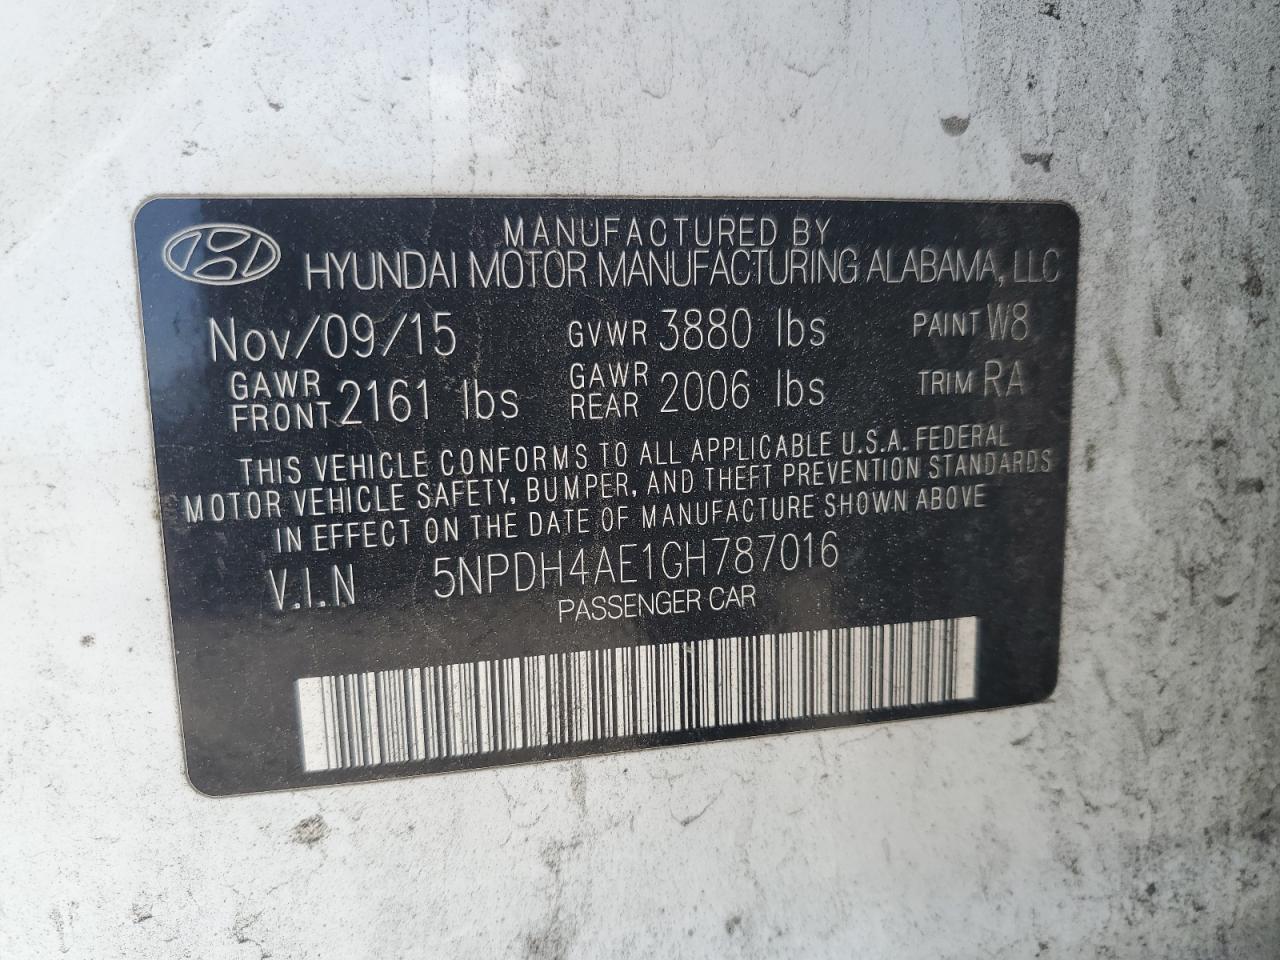 MANUFACTURED BY
HYUNDAI MOTOR MANUFACTURING ALABAMA, LLC
Nov/09/15 GVWR 3880 lbs PAINT W8
GAWR FRONT 2161 lbs GAWR REAR 2006 lbs TRIM RA
THIS VEHICLE CONFORMS TO ALL APPLICABLE U.S.A. FEDERAL
MOTOR VEHICLE SAFETY, BUMPER, AND THEFT PREVENTION STANDARDS
IN EFFECT ON THE DATE OF MANUFACTURE SHOWN ABOVE
V.I.N 5NPDH4AE1GH787016
PASSENGER CAR